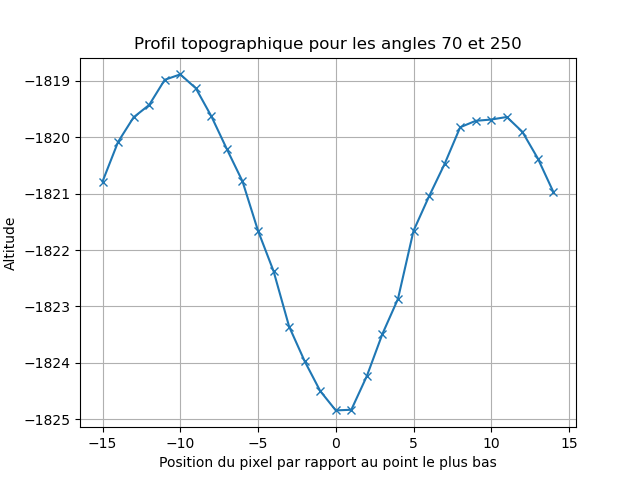 Profil topographique pour les angles 70 et 250
−1819
−1820
−1821
−1822
−1823
−1824
−1825
Altitude
−15 −10 −5 0 5 10 15
Position du pixel par rapport au point le plus bas